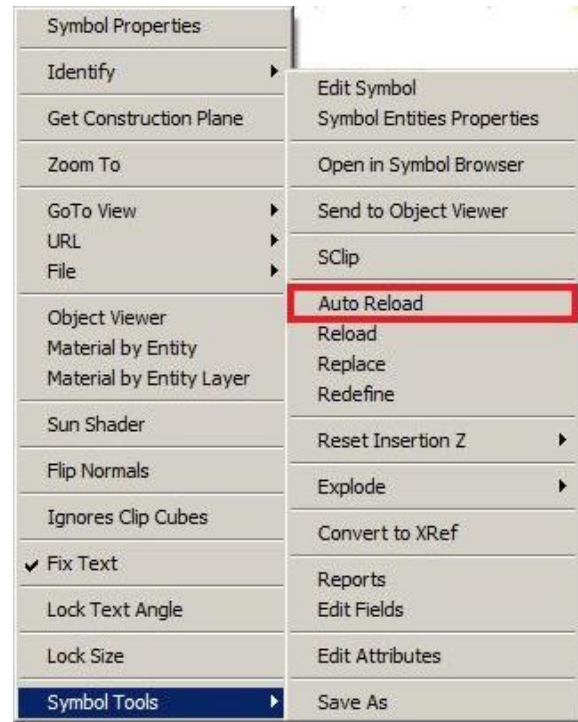 Symbol Properties
Identify
Get Construction Plane
Zoom To
GoTo View
URL
File
Object Viewer
Material by Entity
Material by Entity Layer
Sun Shader
Flip Normals
Ignores Clip Cubes
Fix Text
Lock Text Angle
Lock Size
Symbol Tools
Edit Symbol
Symbol Entities Properties
Open in Symbol Browser
Send to Object Viewer
SClip
Auto Reload
Reload
Replace
Redefine
Reset Insertion Z
Explode
Convert to XRef
Reports
Edit Fields
Edit Attributes
Save As